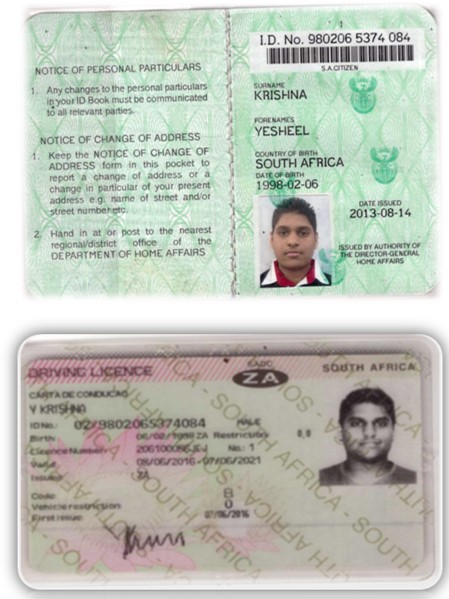 NOTICE OF PERSONAL PARTICULARS
1. Any changes to the personal particulars
in your ID Book must be communicated
to all relevant parties.
NOTICE OF CHANGE OF ADDRESS
1. Keep the NOTICE OF CHANGE OF
ADDRESS form in this pocket to
report a change of address or a
change in particular of your present
address e.g. name of street and/or
street number etc.
2. Hand in at or post to the nearest
regional/district office of the
DEPARTMENT OF HOME AFFAIRS
I.D. No. 980206 5374 084
S.A.CITIZEN
SURNAME
KRISHNA
FORENAMES
YESHEEL
COUNTRY OF BIRTH
SOUTH AFRICA
DATE OF BIRTH
1998-02-06
DATE ISSUED
2013-08-14
ISSUED BY AUTHORITY OF
THE DIRECTOR-GENERAL
HOME AFFAIRS
DRIVING LICENCE
SADC
ZA
SOUTH AFRICA
CARTA DE CONDUCAO
Y KRISHNA
ID No. 02/9802065374084 MALE
Birth 06/02/1998 ZA Restriction 0,0
Licence Number No: 1
Valid 08/06/2016 - 07/06/2021
Issued ZA
Code B
Vehicle restriction 0
First issue 07/06/2016